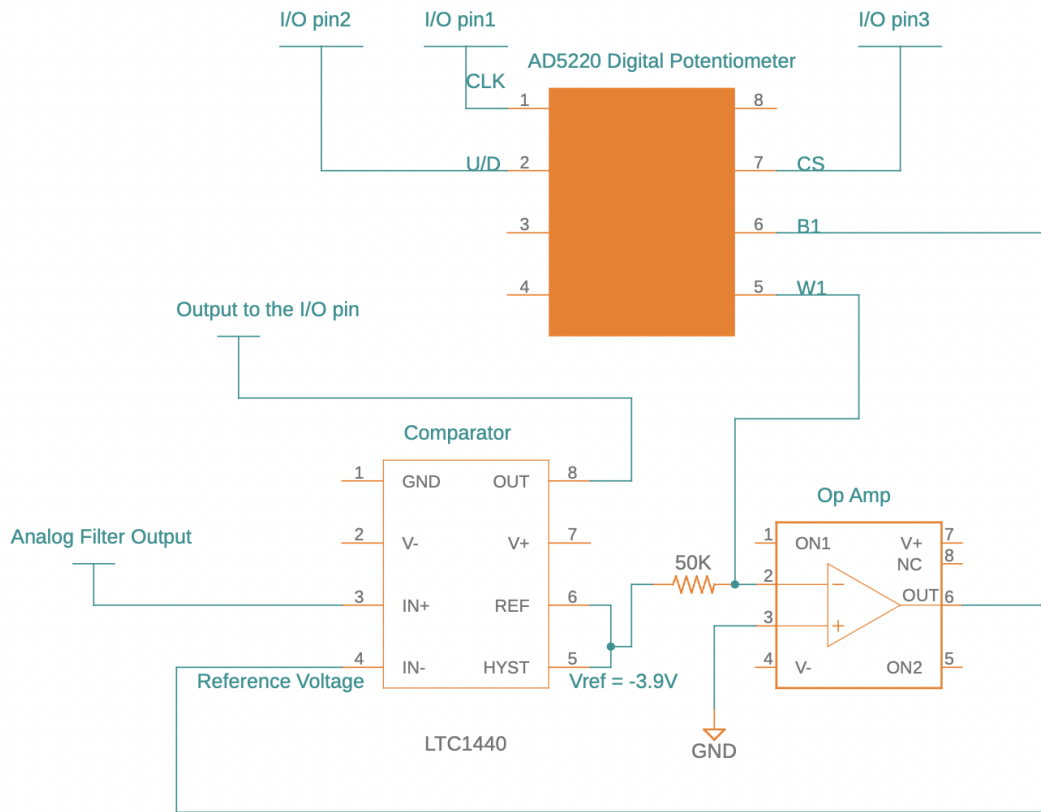 I/O pin2
I/O pin1
I/O pin3
AD5220 Digital Potentiometer
CLK
1
8
U/D
2
7
CS
3
6
B1
4
5
W1
Output to the I/O pin
Comparator
1
GND
OUT
8
Op Amp
Analog Filter Output
2
V-
V+
7
1
ON1
V+
7
NC
8
50K
2
−
3
IN+
REF
6
OUT
6
3
+
4
IN-
HYST
5
4
V-
ON2
5
Reference Voltage
Vref = -3.9V
LTC1440
GND